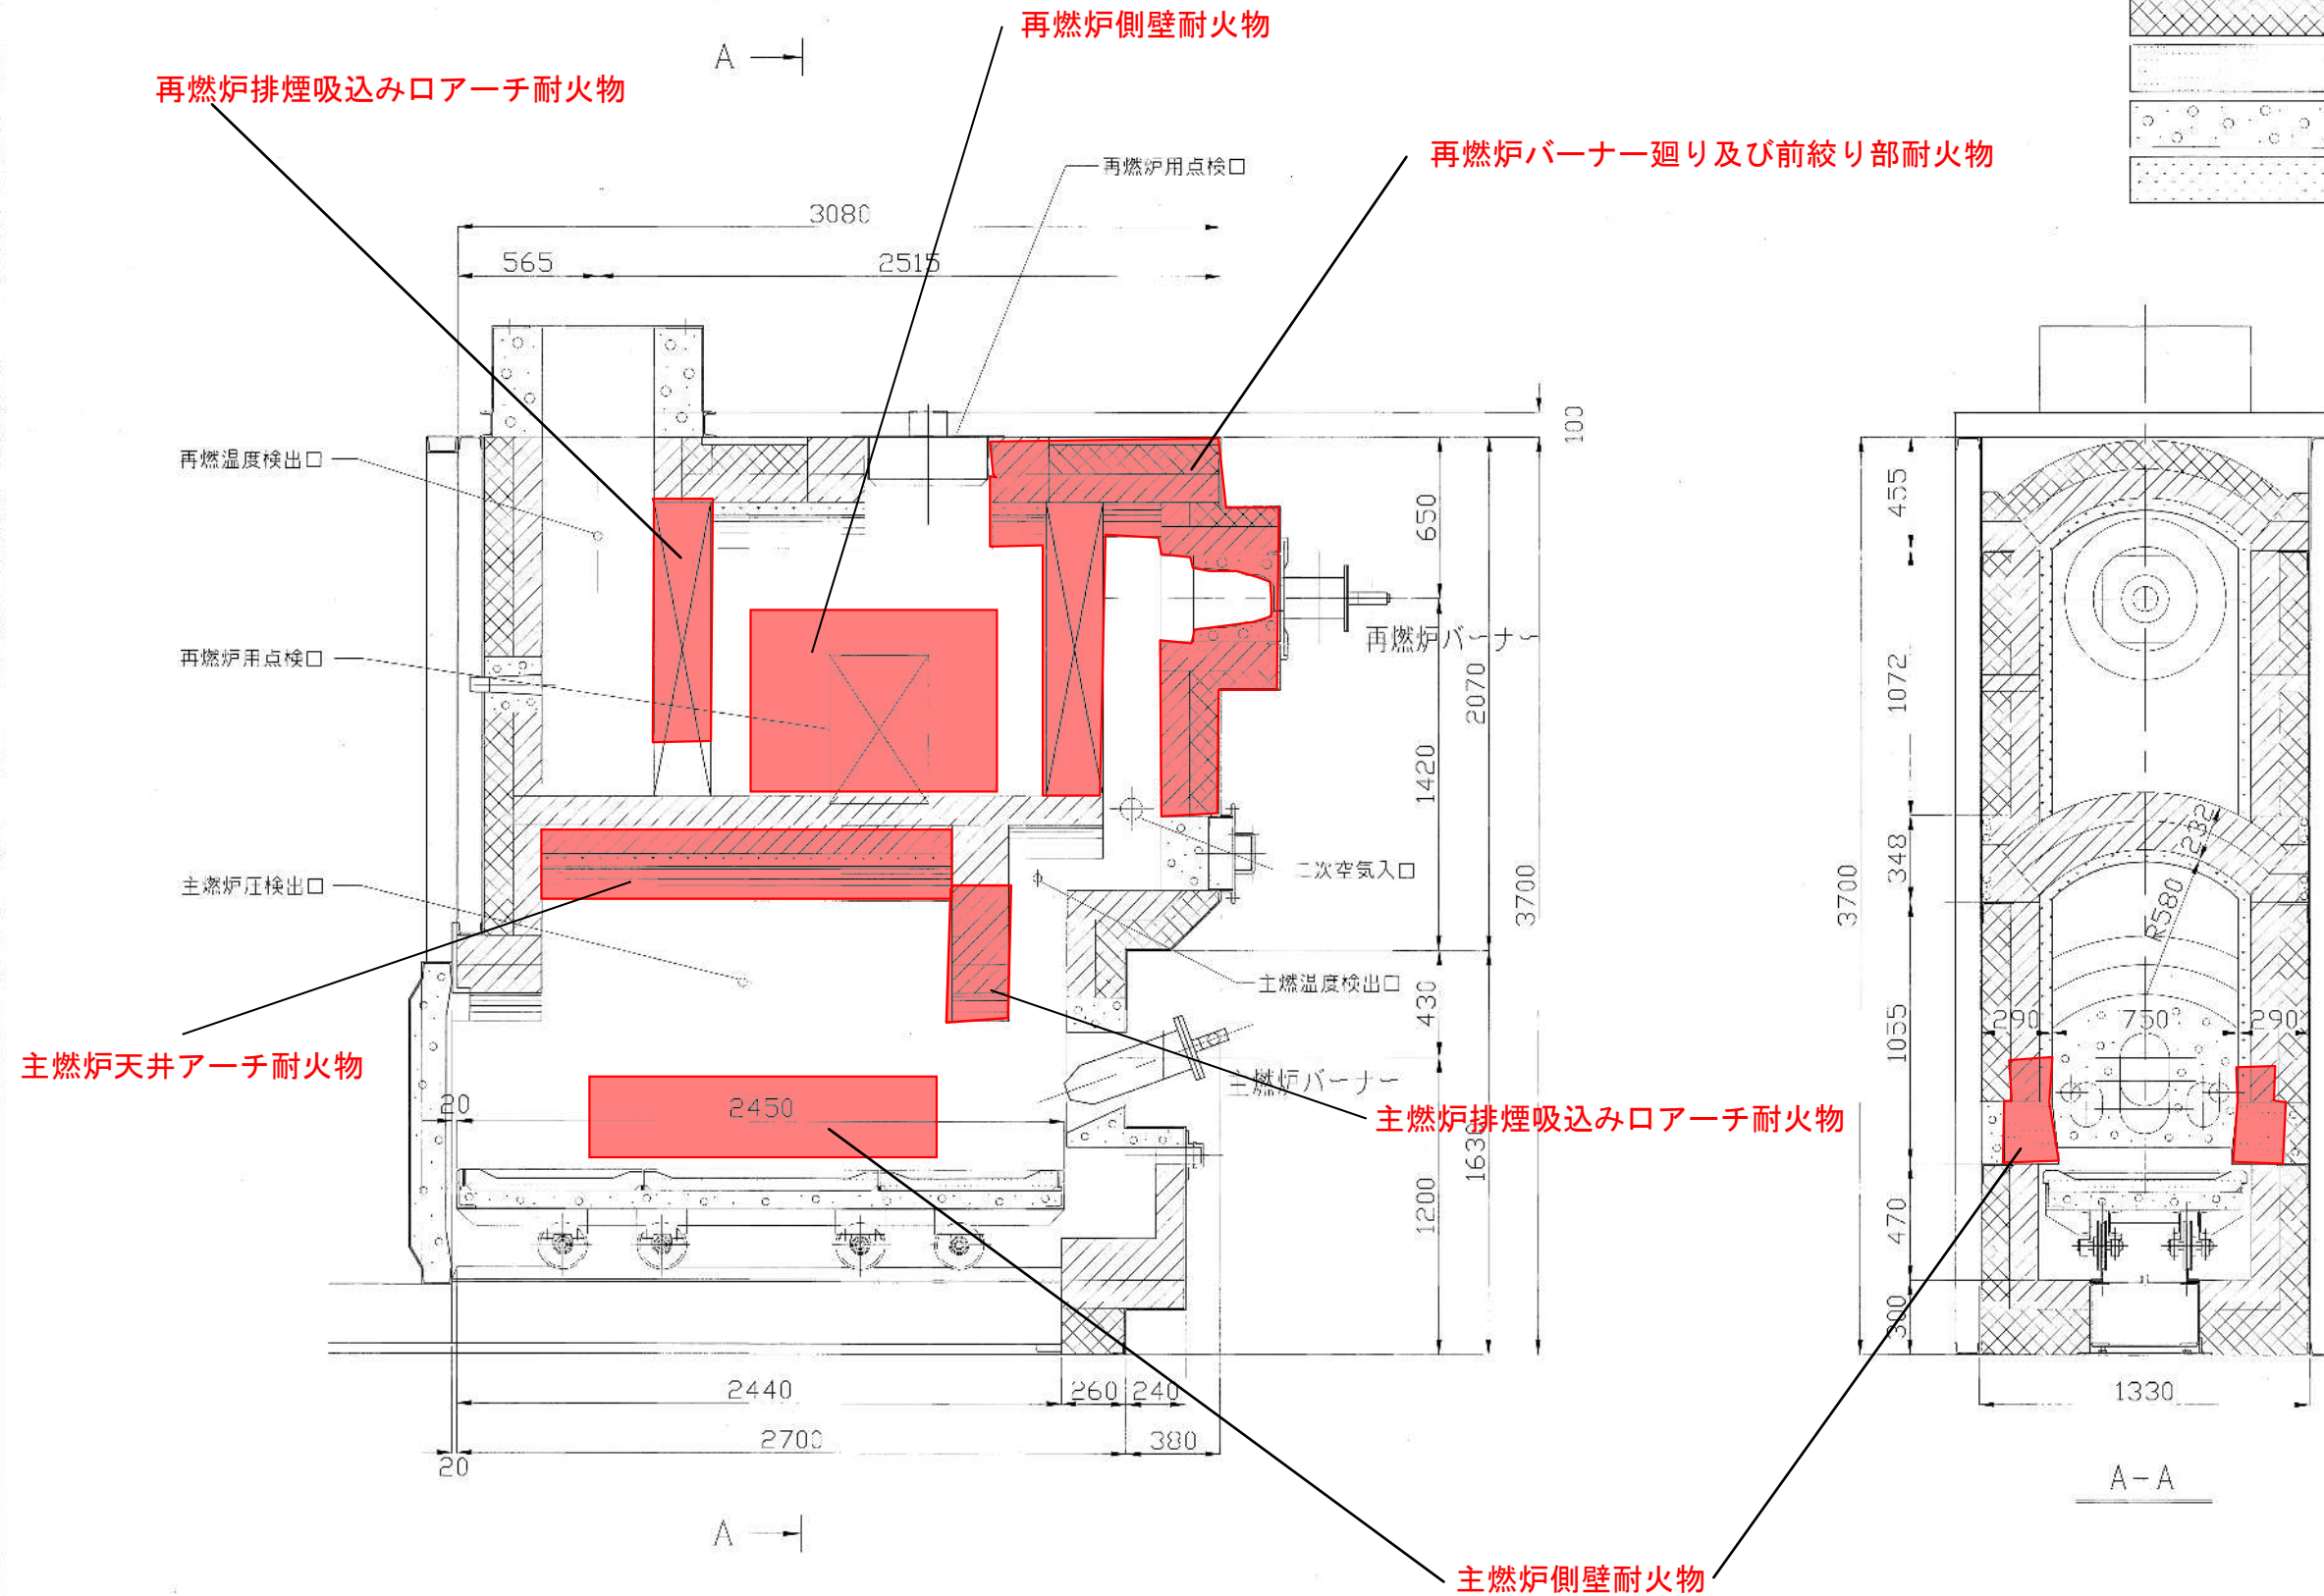 再燃炉側壁耐火物
A
再燃炉排煙吸込み口アーチ耐火物
再燃炉バーナー廻り及び前絞り部耐火物
再燃炉用点検口
3080
565
2515
100
再燃温度検出口
650
455
再燃炉バーナー
再燃炉用点検口
2070
1072
1420
232
348
二次空気入口
主燃炉圧検出口
3700
3700
R580
主燃温度検出口
430
290
750
290
1055
主燃炉天井アーチ耐火物
主燃炉バーナー
20
2450
主燃炉排煙吸込み口アーチ耐火物
1630
1200
470
300
2440
260
240
1330
2700
380
20
A-A
A
主燃炉側壁耐火物